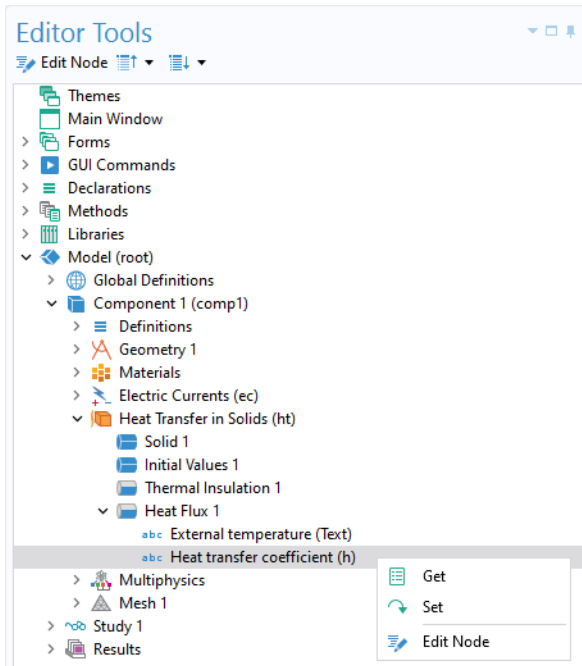 Editor Tools
Edit Node
Themes
Main Window
Forms
GUI Commands
Declarations
Methods
Libraries
Model (root)
Global Definitions
Component 1 (comp1)
Definitions
Geometry 1
Materials
Electric Currents (ec)
Heat Transfer in Solids (ht)
Solid 1
Initial Values 1
Thermal Insulation 1
Heat Flux 1
abc External temperature (Text)
abc Heat transfer coefficient (h)
Get
Multiphysics
Set
Mesh 1
Study 1
Edit Node
Results